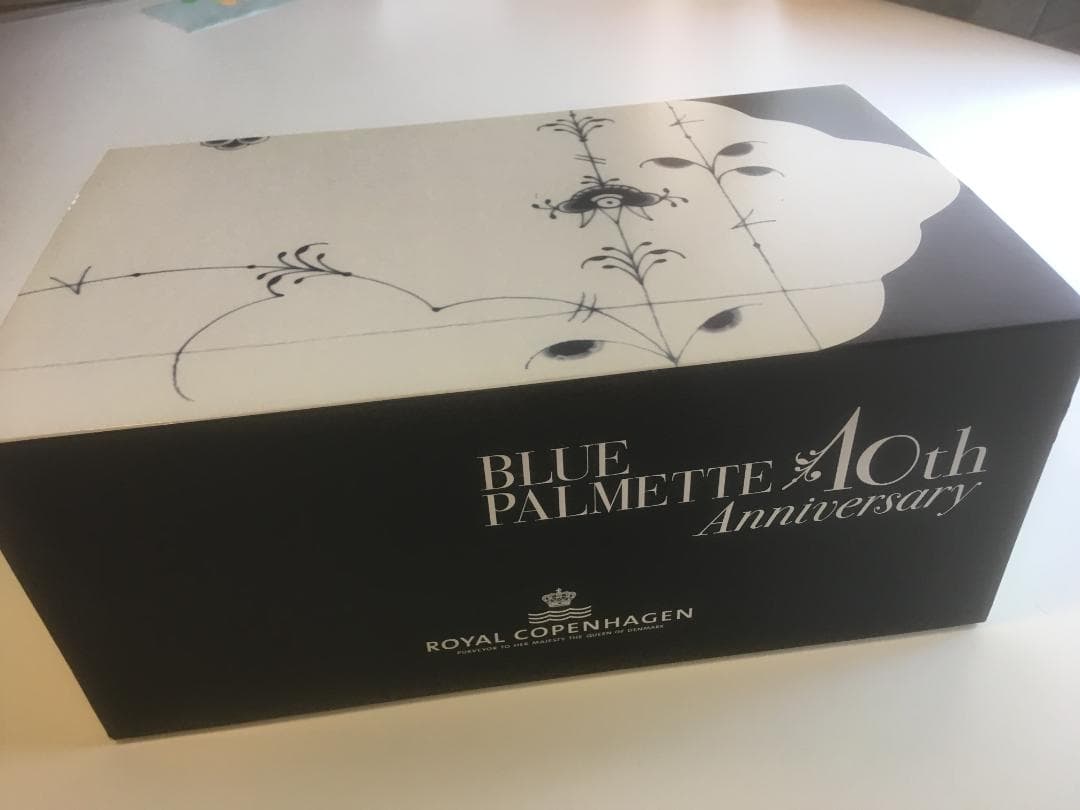 BLUE
PALMETTE 10th
Anniversary
ROYAL COPENHAGEN
PURVEYOR TO HER MAJESTY THE QUEEN OF DENMARK